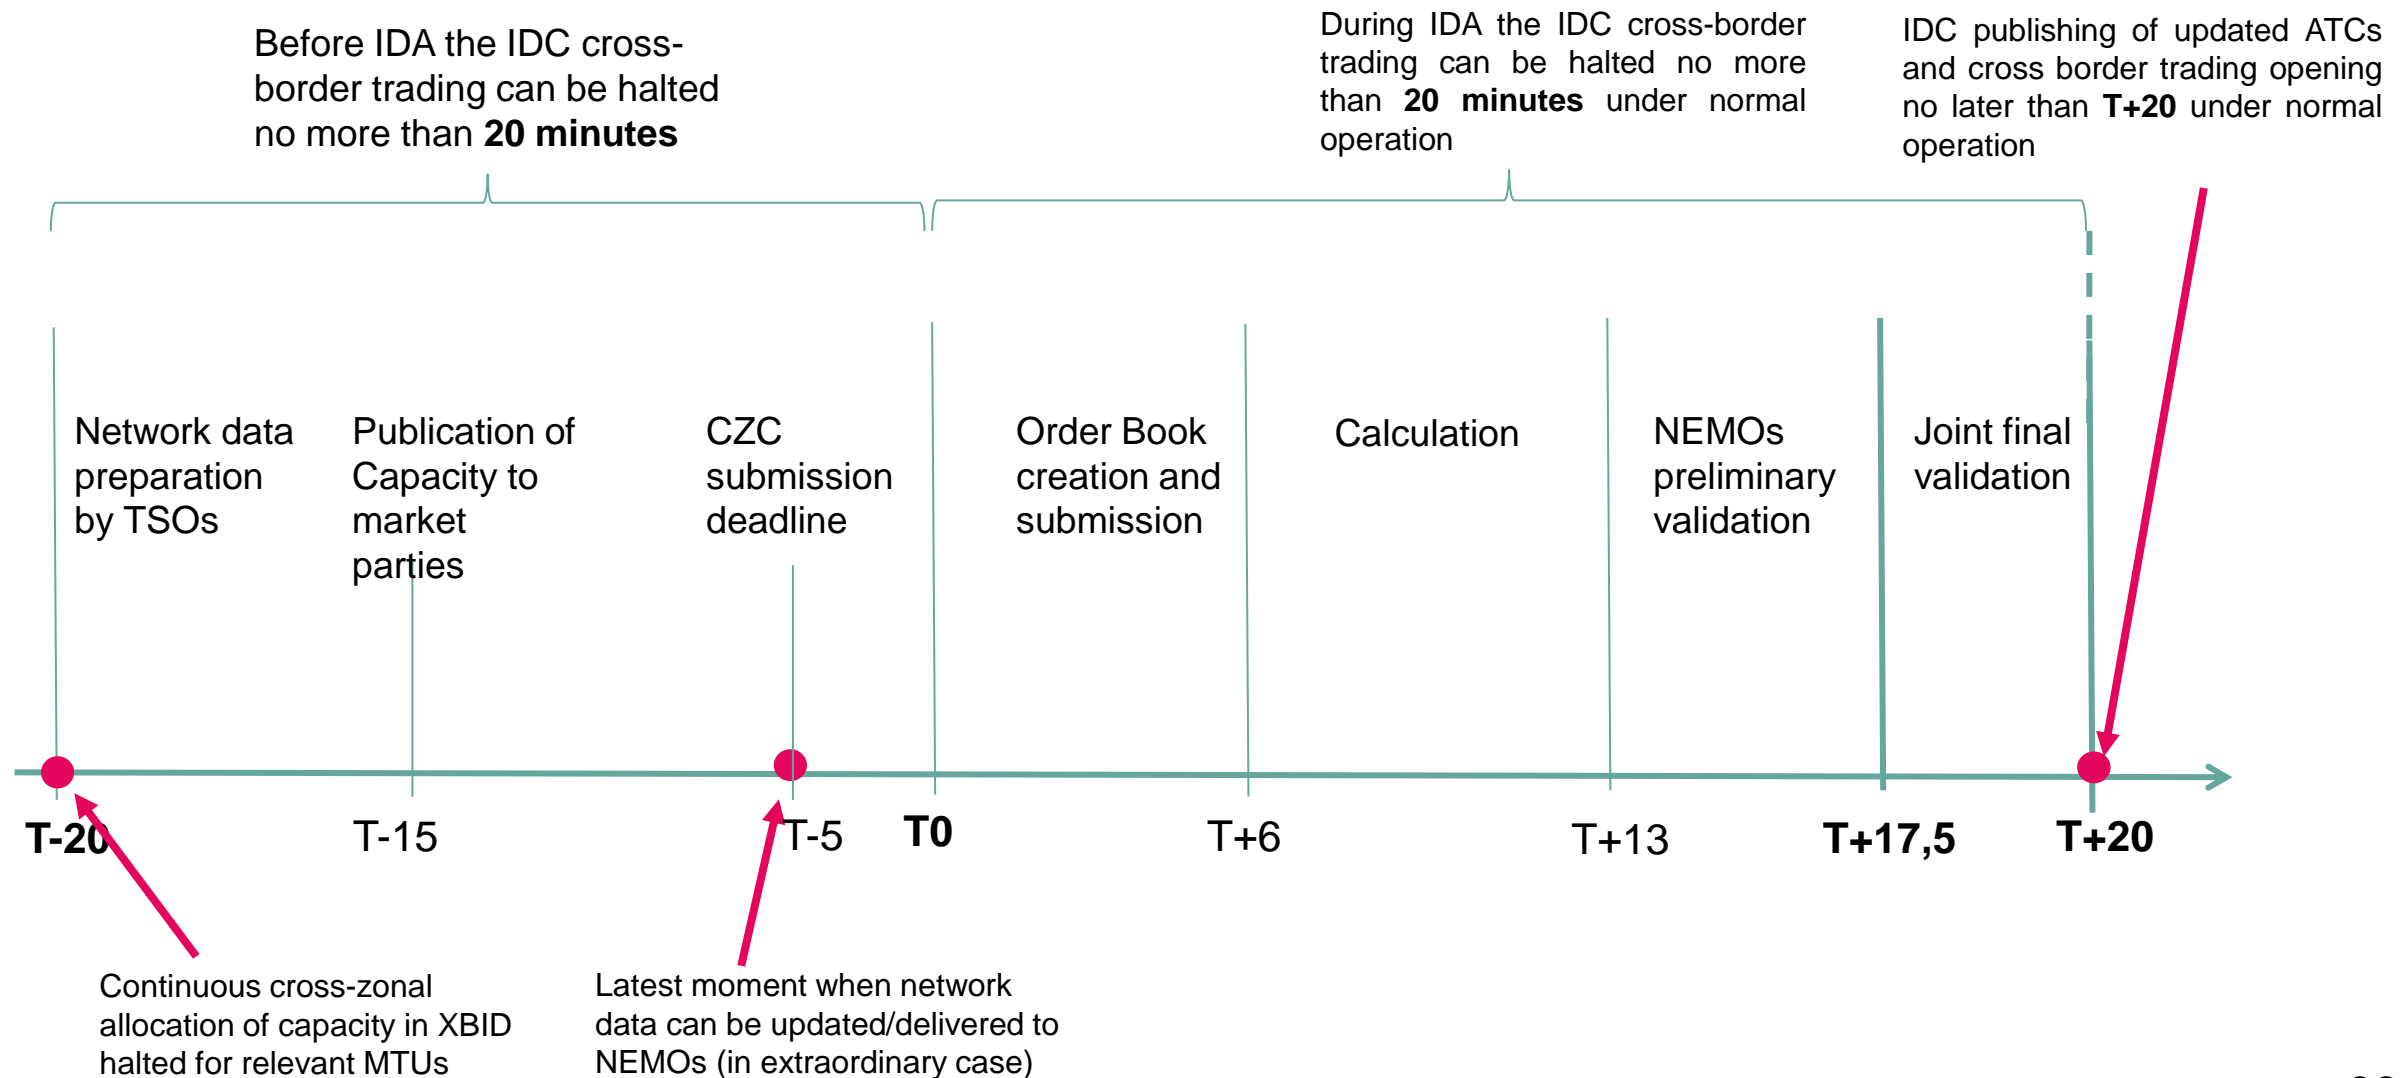 Before IDA the IDC cross-
border trading can be halted
no more than 20 minutes
During IDA the IDC cross-border
trading can be halted no more
than 20 minutes under normal
operation
IDC publishing of updated ATCs
and cross border trading opening
no later than T+20 under normal
operation
Network data
preparation
by TSOs
Publication of
Capacity to
market
parties
CZC
submission
deadline
Order Book
creation and
submission
Calculation
NEMOs
preliminary
validation
Joint final
validation
T-20
T-15
T-5
T0
T+6
T+13
T+17,5
T+20
Continuous cross-zonal
allocation of capacity in XBID
halted for relevant MTUs
Latest moment when network
data can be updated/delivered to
NEMOs (in extraordinary case)